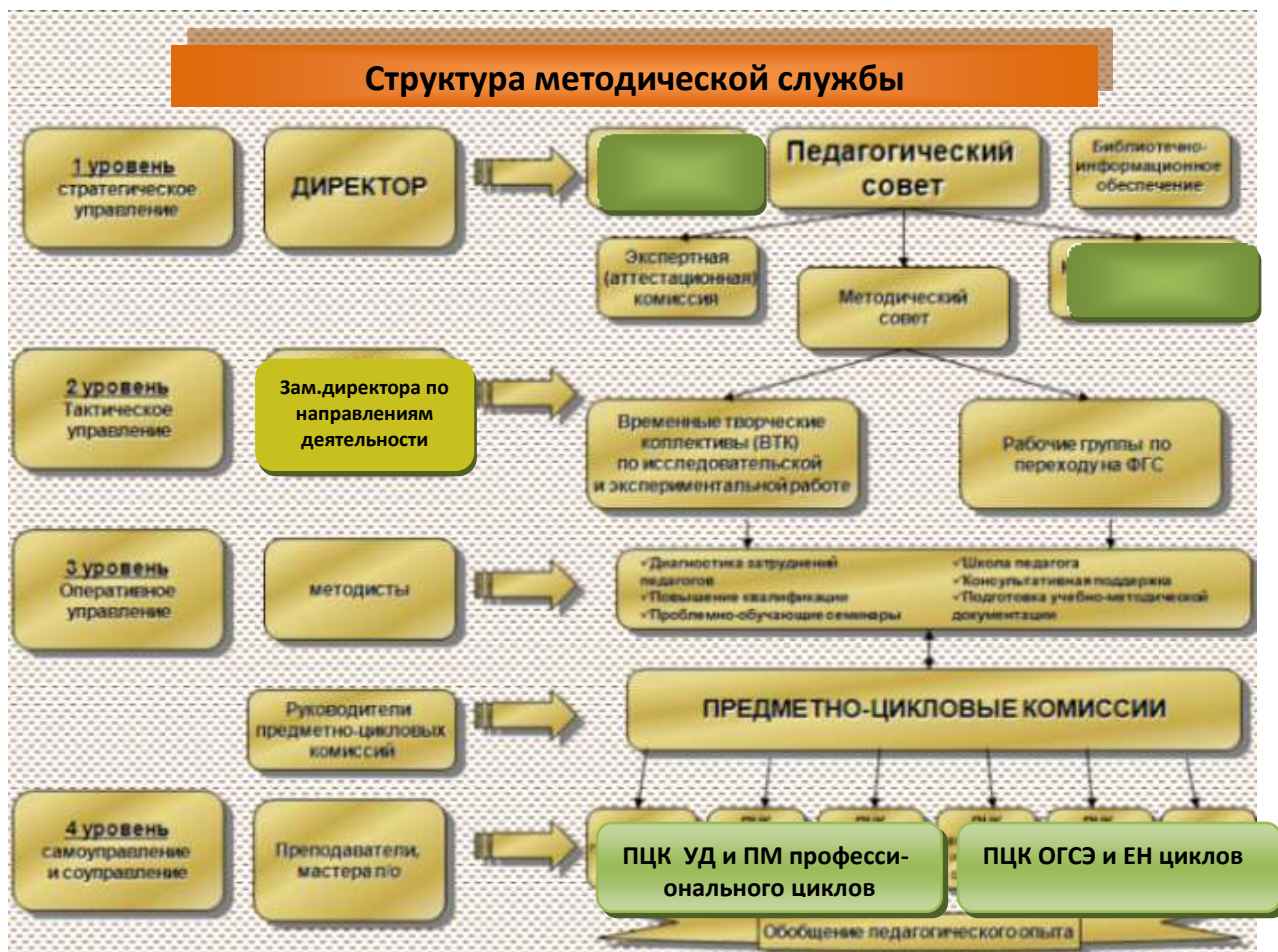 Структура методической службы
1 уровень
стратегическое
управление
ДИРЕКТОР
Педагогический
совет
Библиотечно-
информационное
обеспечение
Экспертная
(аттестационная)
комиссия
Методический
совет
2 уровень
Тактическое
управление
Зам.директора по
направлениям
деятельности
Временные творческие
коллективы (ВТК)
по исследовательской
и экспериментальной работе
Рабочие группы по
переходу на ФГС
3 уровень
Оперативное
управление
методисты
✓Диагностика затруднений
педагогов
✓Повышение квалификации
✓Проблемно-обучающие семинары
✓Школа педагога
✓Консультативная поддержка
✓Подготовка учебно-методической
документации
Руководители
предметно-цикловых
комиссий
ПРЕДМЕТНО-ЦИКЛОВЫЕ КОМИССИИ
4 уровень
самоуправление
и соуправление
Преподаватели,
мастера п/о
ПЦК УД и ПМ професси-
онального циклов
ПЦК ОГСЭ и ЕН циклов
Обобщение педагогического опыта